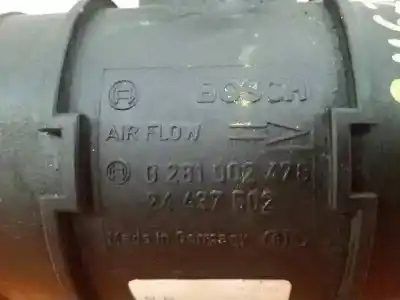 BOSCH
AIR FLOW
0 281 002 478
24 437 502
Made in Germany